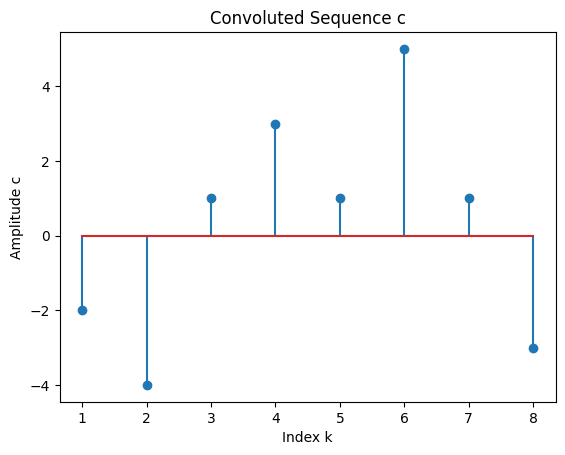 Convoluted Sequence c
Amplitude c
4
2
0
−2
−4
1 2 3 4 5 6 7 8
Index k